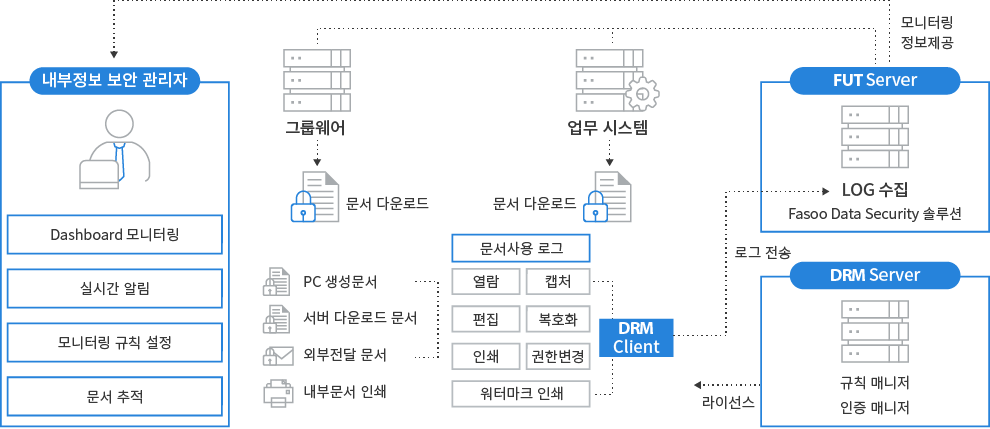 모니터링
정보제공
내부정보 보안 관리자
Dashboard 모니터링
실시간 알림
모니터링 규칙 설정
문서 추적
그룹웨어
업무 시스템
문서 다운로드
문서 다운로드
FUT Server
LOG 수집
Fasoo Data Security 솔루션
로그 전송
문서사용 로그
PC 생성문서
서버 다운로드 문서
외부전달 문서
내부문서 인쇄
열람
캡처
편집
복호화
인쇄
권한변경
워터마크 인쇄
DRM
Client
DRM Server
규칙 매니저
인증 매니저
라이선스